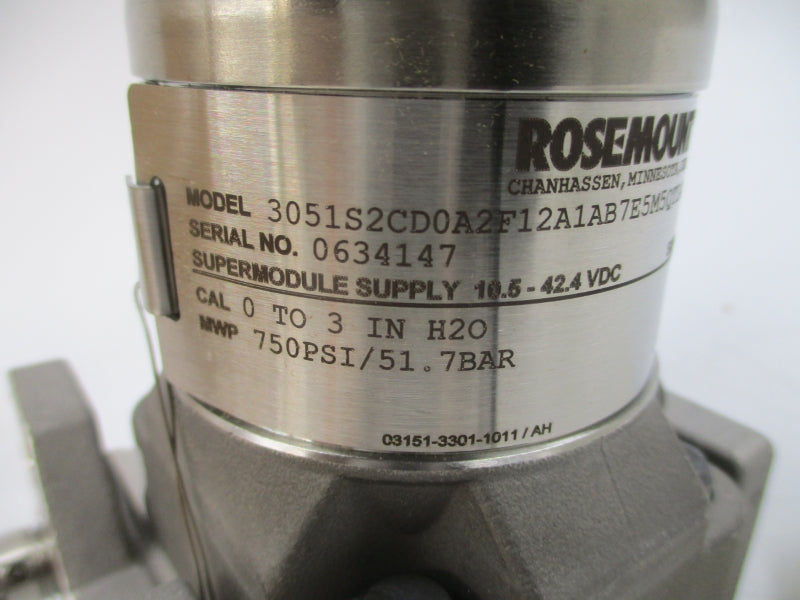 ROSEMOUNT
CHANHASSEN, MINNESOTA
MODEL 3051S2CD0A2F12A1AB7E5M5
SERIAL NO. 0634147
SUPERMODULE SUPPLY 10.5 - 42.4 VDC
CAL 0 TO 3 IN H2O
MWP 750PSI/51.7BAR
03151-3301-1011 / AH